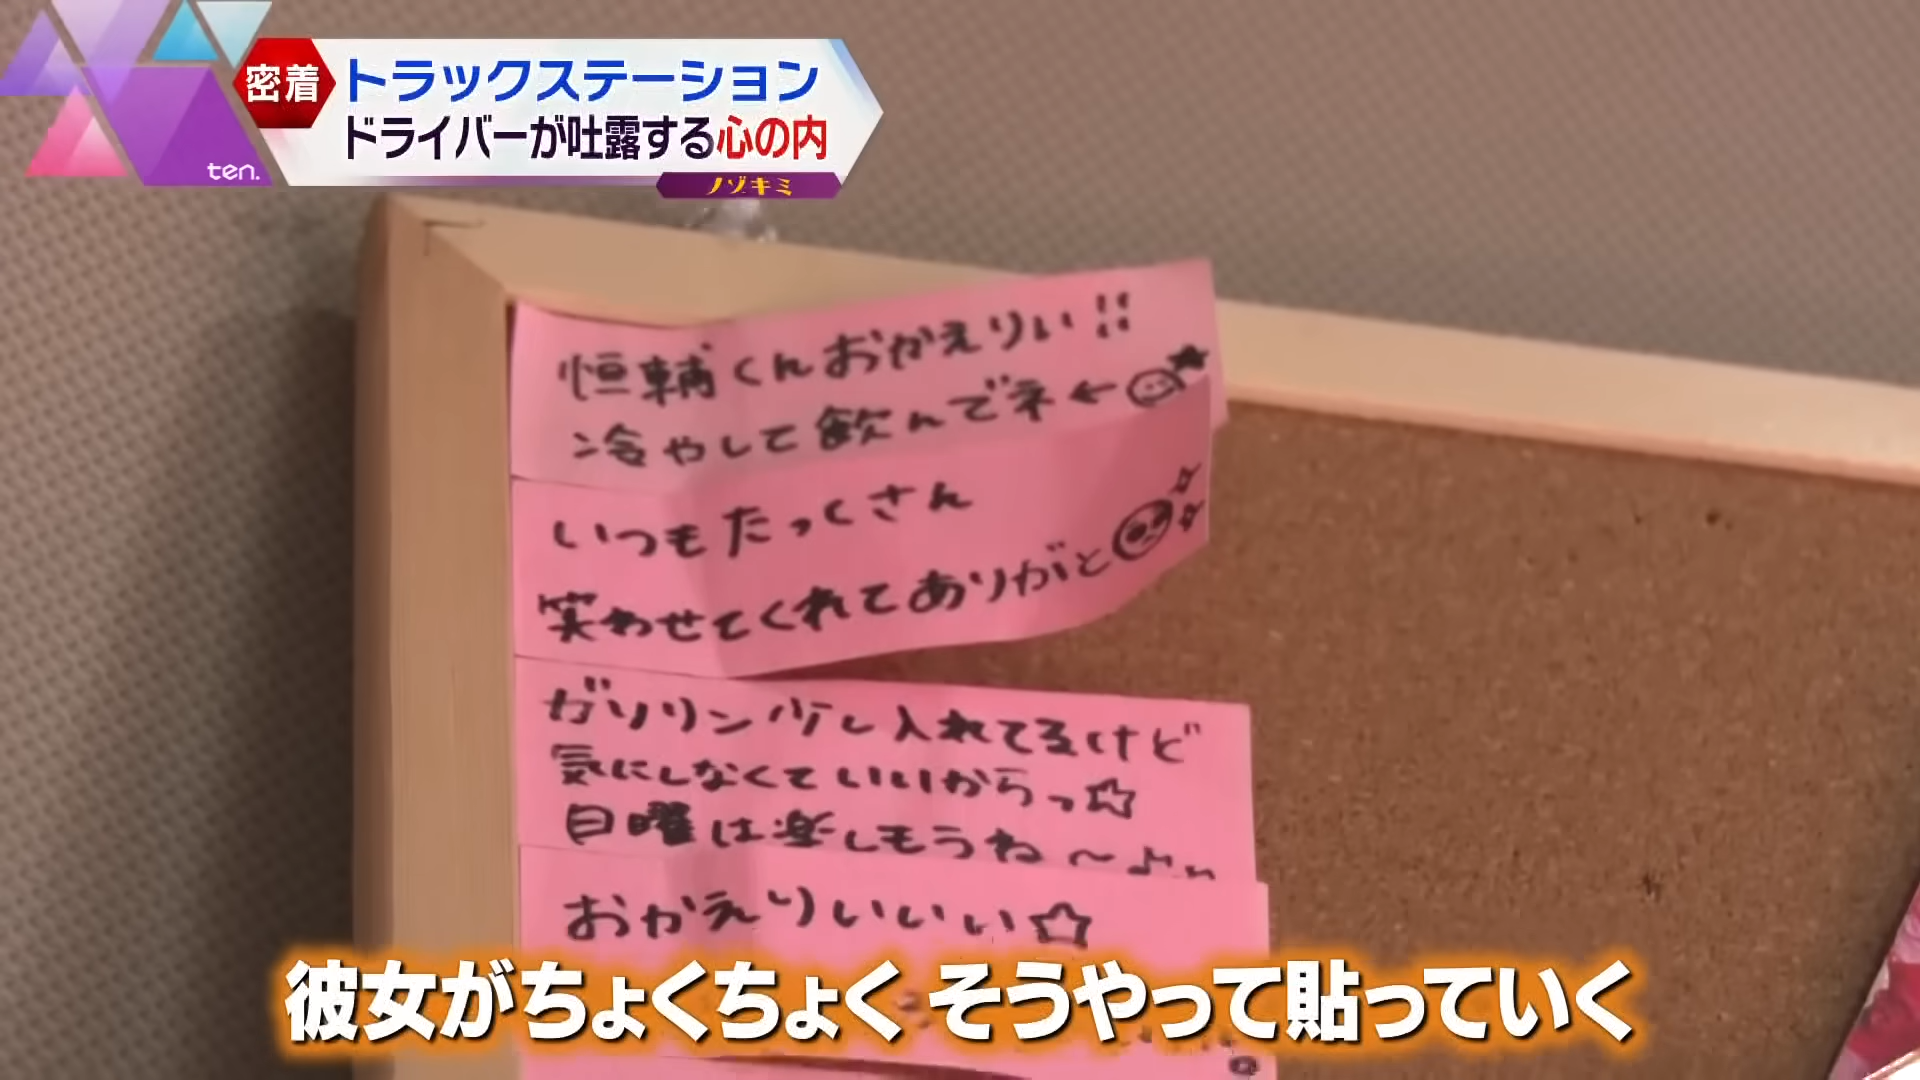 密着
トラックステーション
ドライバーが吐露する心の内
ten.
ノゾキミ
恒輔くんおかえりぃ!!
冷やして飲んでネ←
いつもたっくさん
笑わせてくれてありがと
ガソリン少し入れてるけど
気にしなくていいからっ☆
日曜は楽しもうね〜♪
おかえりいいい☆
彼女がちょくちょく そうやって貼っていく